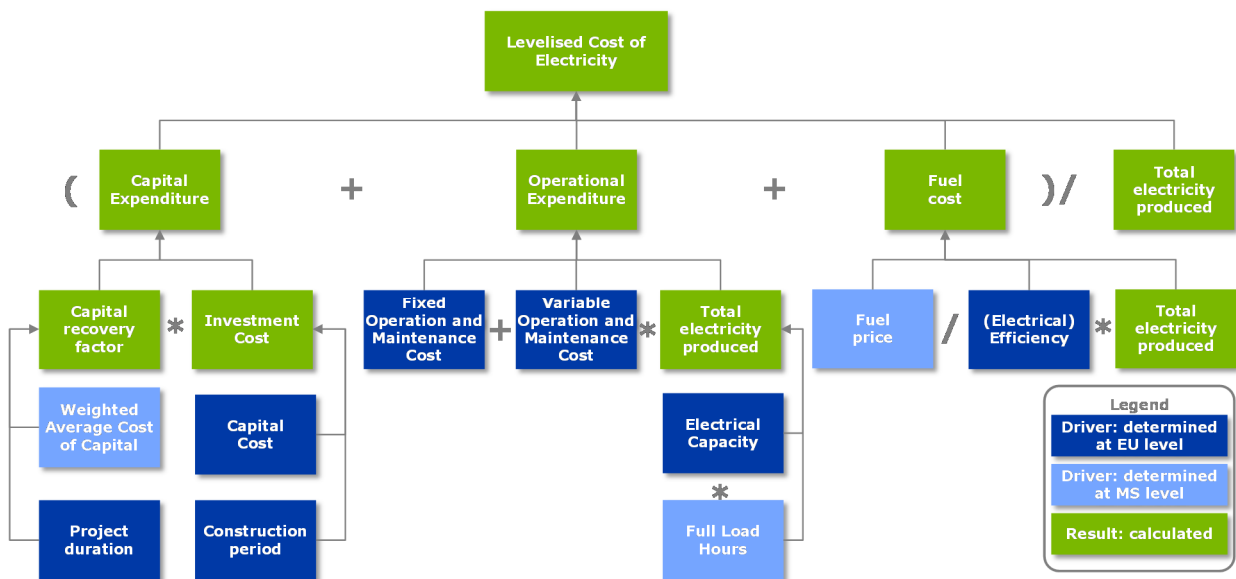 Levelised Cost of
Electricity
(
Capital
Expenditure
+
Operational
Expenditure
+
Fuel
cost
)/
Total
electricity
produced
Capital
recovery
factor
*
Investment
Cost
Fixed
Operation and
Maintenance
Cost
+
Variable
Operation and
Maintenance
Cost
*
Total
electricity
produced
Fuel
price
/
(Electrical)
Efficiency
*
Total
electricity
produced
Weighted
Average Cost
of Capital
Capital
Cost
Electrical
Capacity
*
Project
duration
Construction
period
Full Load
Hours
Legend
Driver: determined
at EU level
Driver: determined
at MS level
Result: calculated